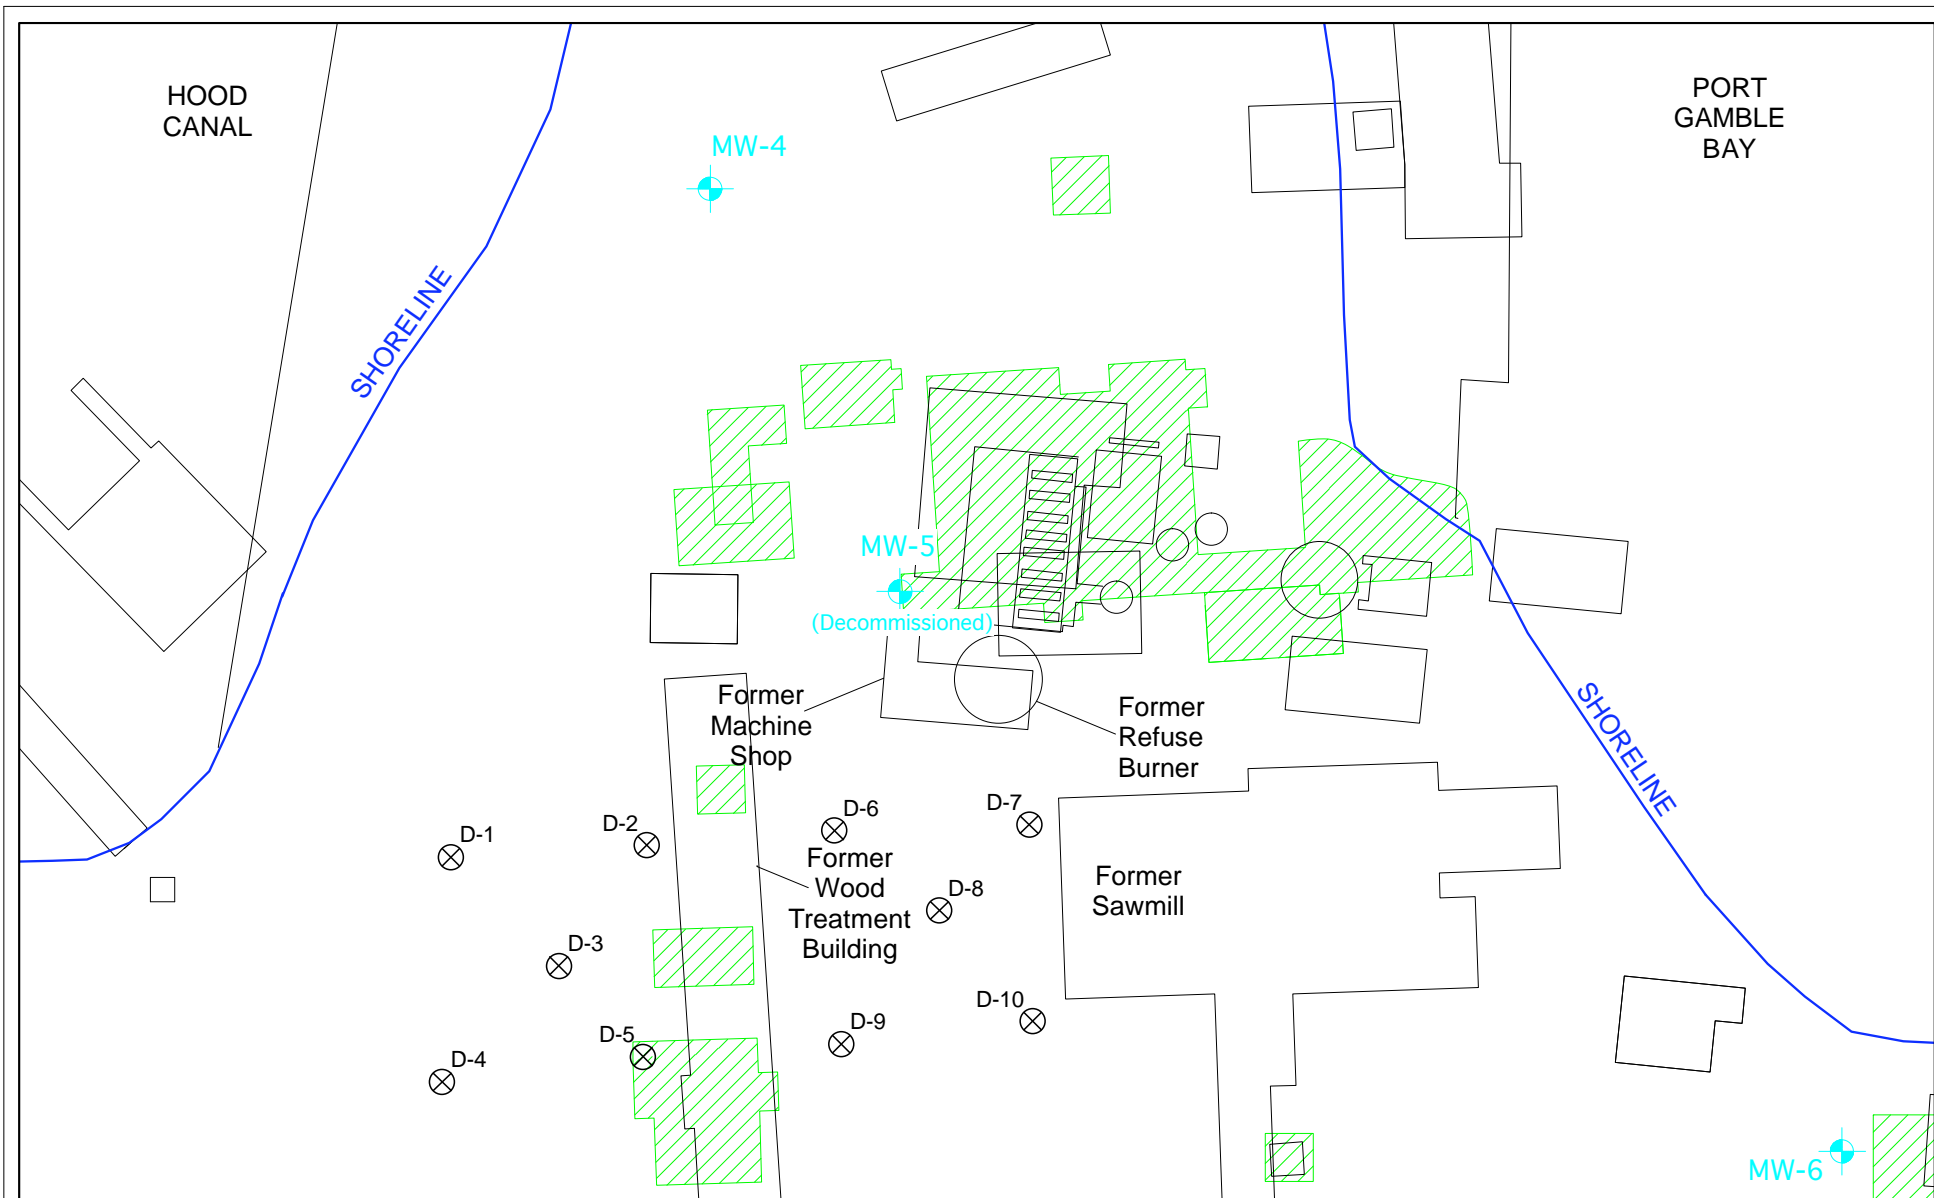 HOOD
CANAL
PORT
GAMBLE
BAY
MW-4
SHORELINE
MW-5
(Decommissioned)
Former
Machine
Shop
Former
Refuse
Burner
SHORELINE
D-1
D-2
D-6
D-7
Former
Wood
Treatment
Building
D-8
Former
Sawmill
D-3
D-4
D-5
D-9
D-10
MW-6